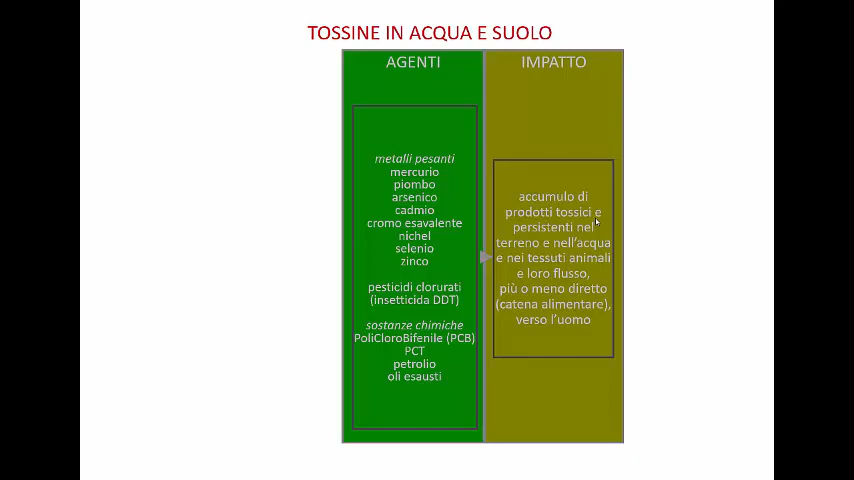 TOSSINE IN ACQUA E SUOLO
AGENTI
metalli pesanti
mercurio
piombo
arsenico
cadmio
cromo esavalente
nichel
selenio
zinco
pesticidi clorurati
(insetticida DDT)
sostanze chimiche
PoliCloroBifenile (PCB)
PCT
petrolio
oli esausti
IMPATTO
accumulo di
prodotti tossici e
persistenti nel
terreno e nell'acqua
e nei tessuti animali
e loro flusso,
più o meno diretto
(catena alimentare),
verso l'uomo